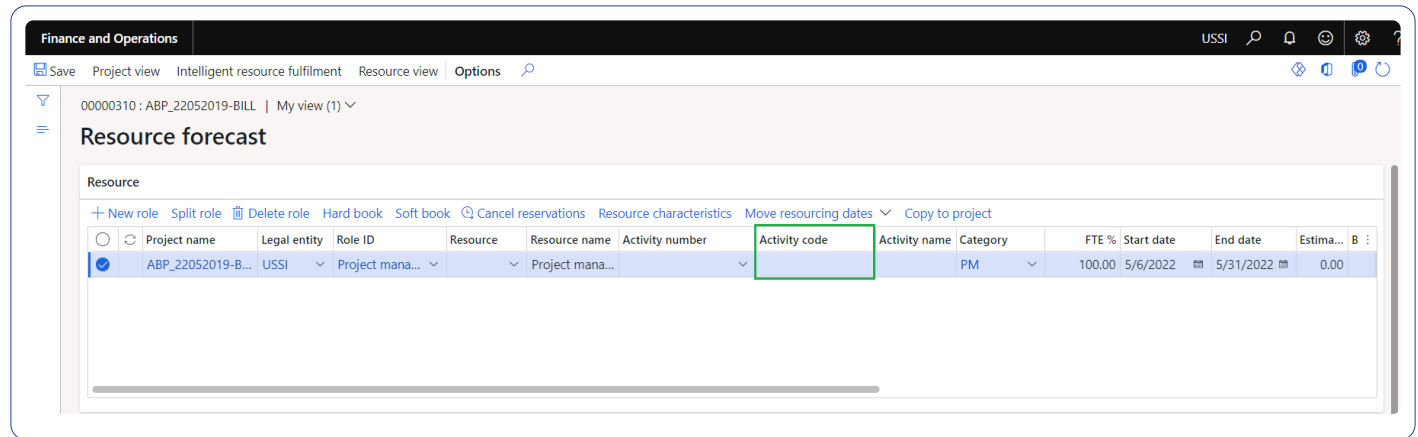 Finance and Operations USSI ?
Save Project view Intelligent resource fulfilment Resource view Options 0
00000310 : ABP_22052019-BILL | My view (1)
Resource forecast
Resource
New role Split role Delete role Hard book Soft book Cancel reservations Resource characteristics Move resourcing dates Copy to project
Project name Legal entity Role ID Resource Resource name Activity number Activity code Activity name Category FTE % Start date End date Estima... B
ABP_22052019-B... USSI Project mana... Project mana... PM 100.00 5/6/2022 5/31/2022 0.00